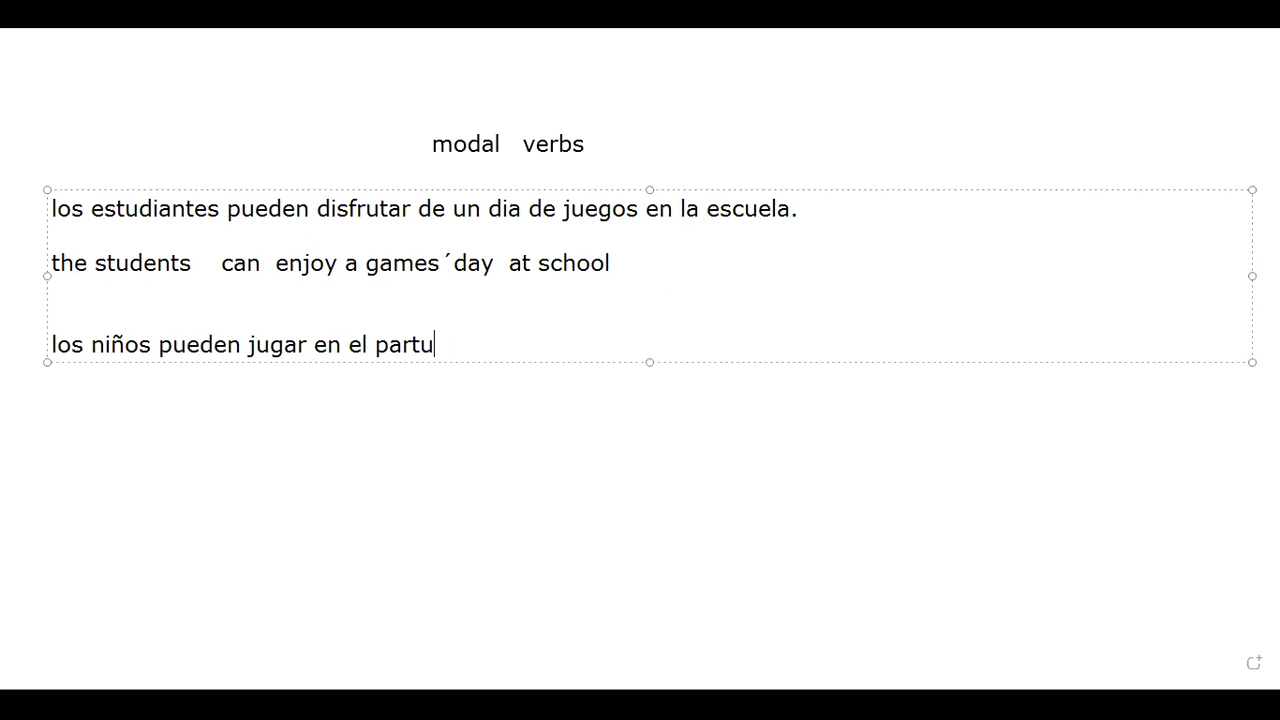 modal verbs
los estudiantes pueden disfrutar de un dia de juegos en la escuela.
the students can enjoy a games´day at school
los niños pueden jugar en el partu